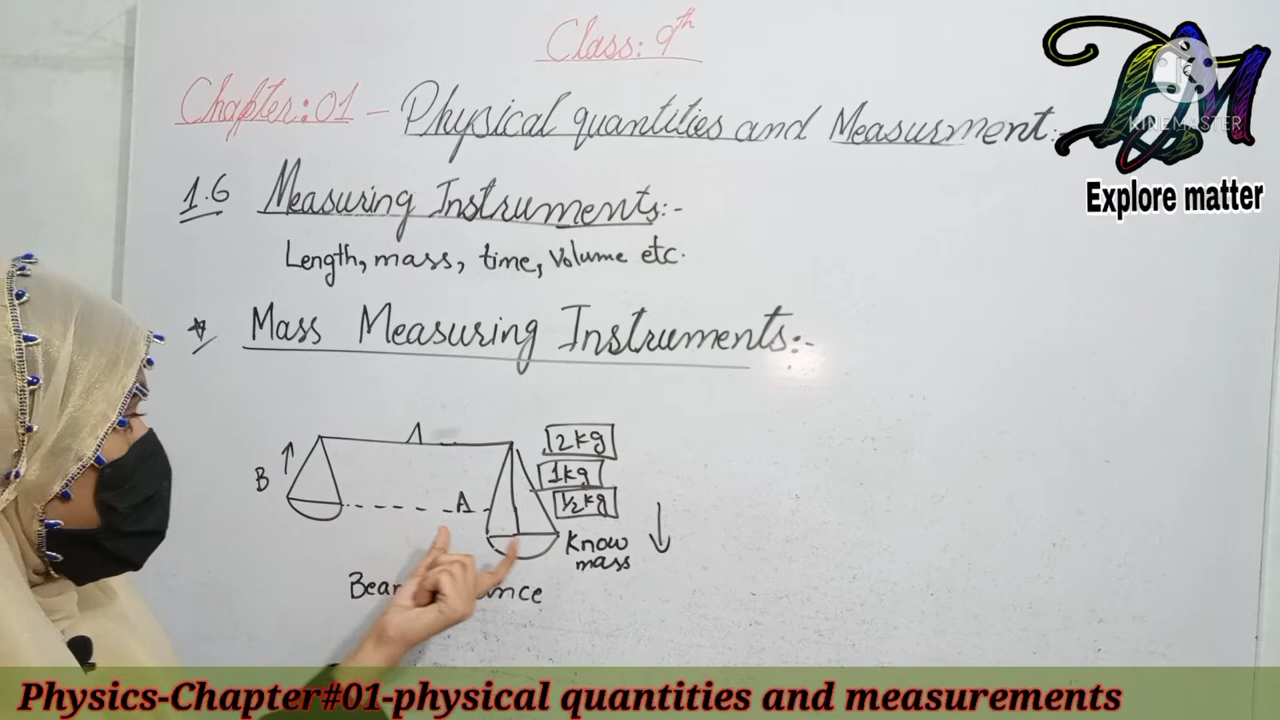 Class: 9th
Chapter: 01 - Physical quantities and Measurment:
1.6 Measuring Instruments:-
Length, mass, time, Volume etc.
Mass Measuring Instruments:-
2kg
1kg
1/2kg
B
A
Know
mass
KINEMASTER
Explore matter
Physics-Chapter#01-physical quantities and measurements